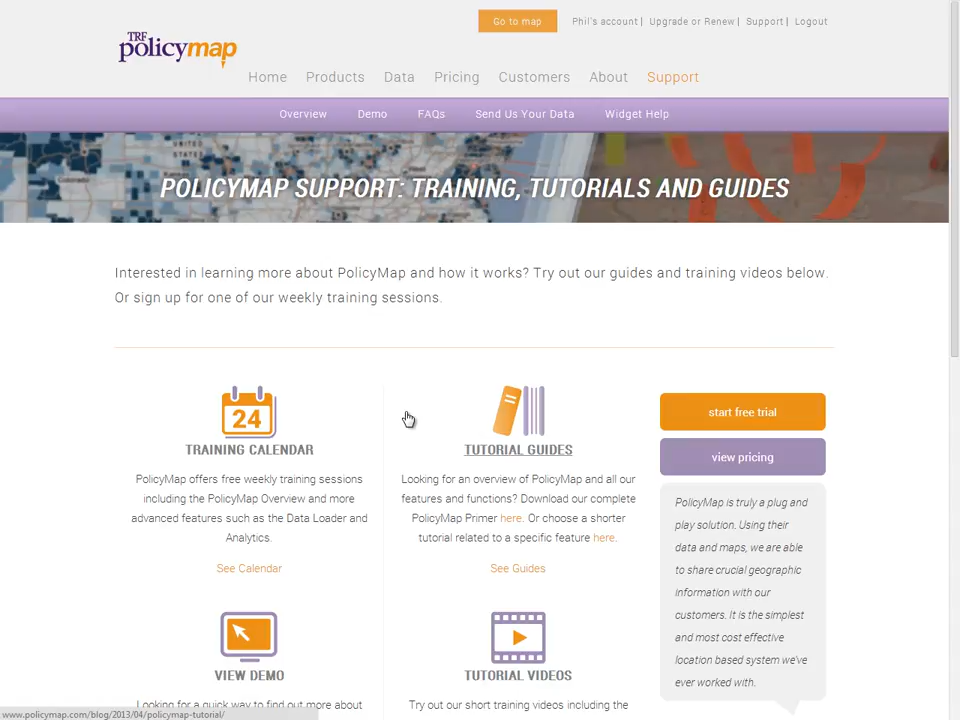 Go to map
Phil's account |
Upgrade or Renew |
Support |
Logout
TRF
policymap
Home
Products
Data
Pricing
Customers
About
Support
Overview
Demo
FAQs
Send Us Your Data
Widget Help
POLICYMAP SUPPORT: TRAINING, TUTORIALS AND GUIDES
Interested in learning more about PolicyMap and how it works? Try out our guides and training videos below.
Or sign up for one of our weekly training sessions.
24
TRAINING CALENDAR
PolicyMap offers free weekly training sessions
including the PolicyMap Overview and more
advanced features such as the Data Loader and
Analytics.
See Calendar
TUTORIAL GUIDES
Looking for an overview of PolicyMap and all our
features and functions? Download our complete
PolicyMap Primer here. Or choose a shorter
tutorial related to a specific feature here.
See Guides
start free trial
view pricing
PolicyMap is truly a plug and
play solution. Using their
data and maps, we are able
to share crucial geographic
information with our
customers. It is the simplest
and most cost effective
location based system we've
ever worked with.
VIEW DEMO
Looking for a quick way to find out more about
TUTORIAL VIDEOS
Try out our short training videos including the
www.policymap.com/blog/2013/04/policymap-tutorial/